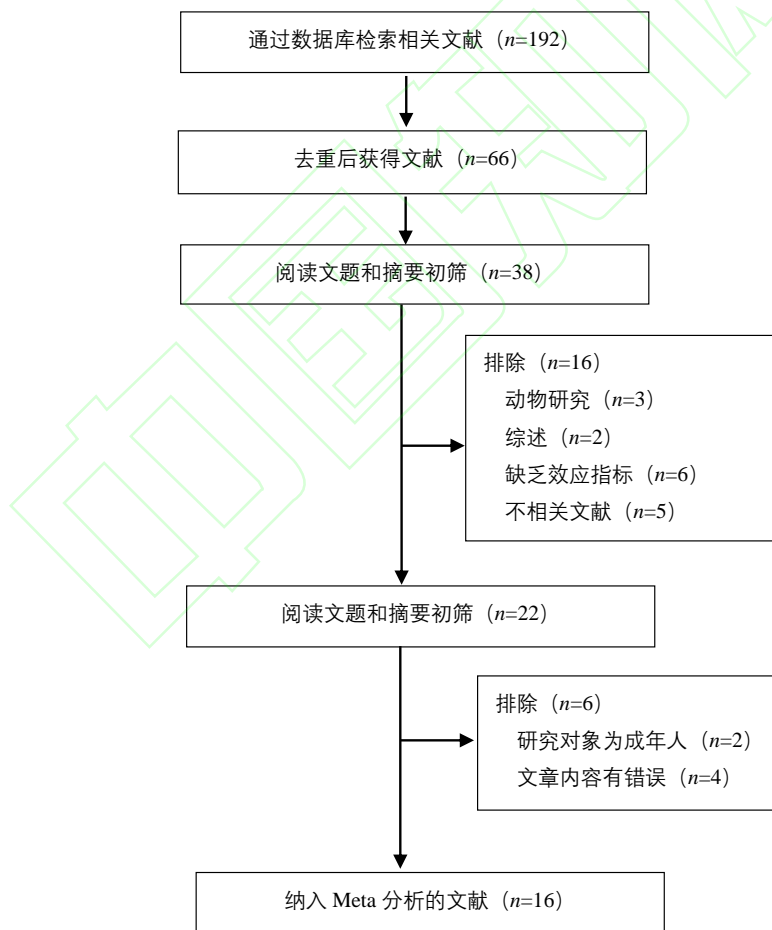 通过数据库检索相关文献（n=192）
去重后获得文献（n=66）
阅读文题和摘要初筛（n=38）
排除（n=16）
动物研究（n=3）
综述（n=2）
缺乏效应指标（n=6）
不相关文献（n=5）
阅读文题和摘要初筛（n=22）
排除（n=6）
研究对象为成年人（n=2）
文章内容有错误（n=4）
纳入 Meta 分析的文献（n=16）